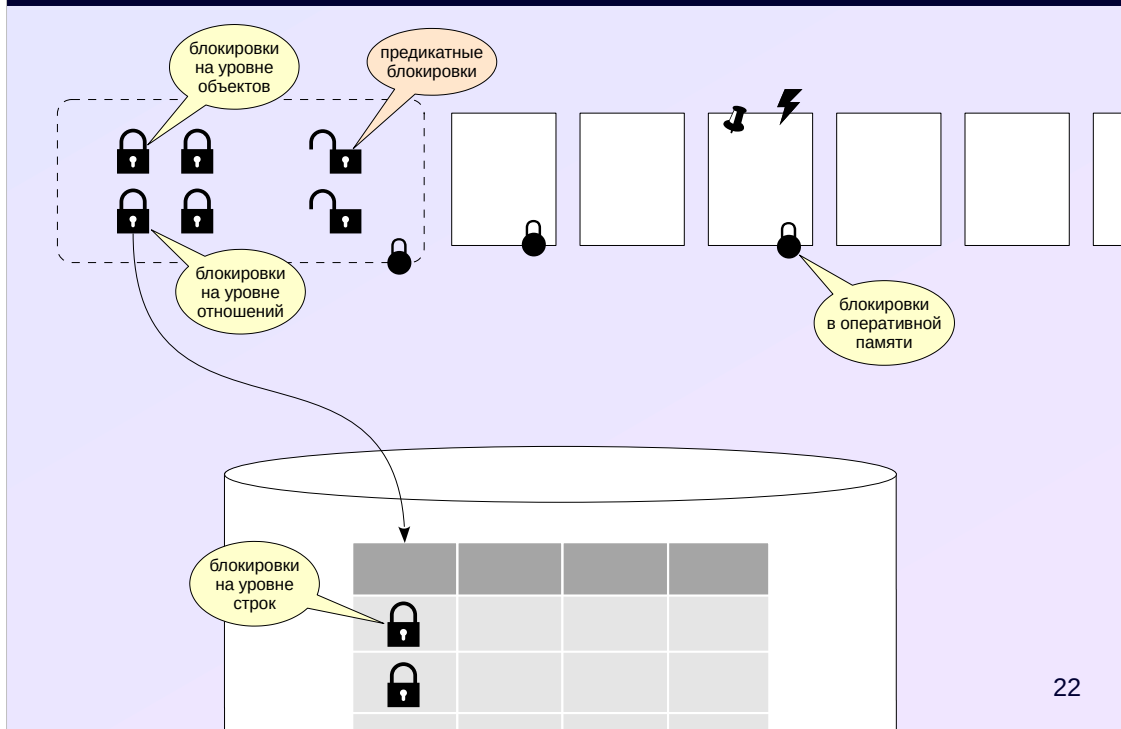 блокировки
на уровне
объектов
предикатные
блокировки
блокировки
на уровне
отношений
блокировки
в оперативной
памяти
блокировки
на уровне
строк
22